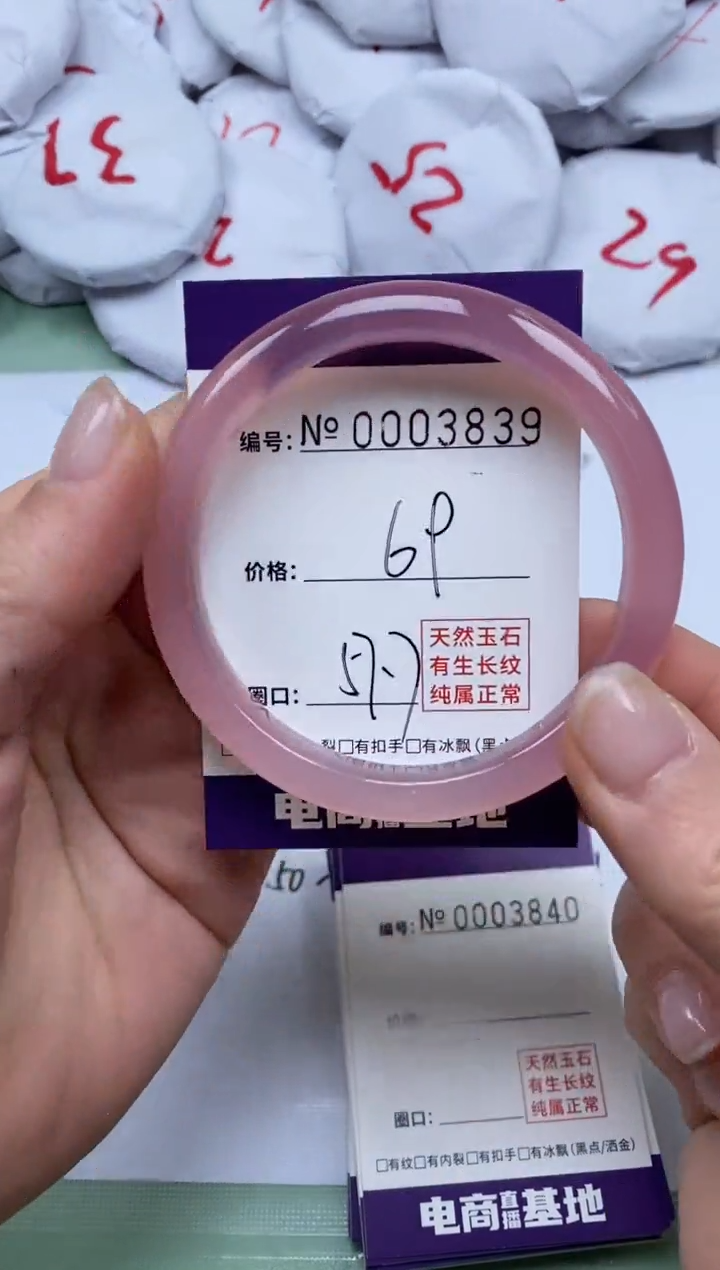 31
52
29
编号: № 0003839
价格: 69
圈口:
天然玉石
有生长纹
纯属正常
裂□有扣手□有冰飘(黑点
电商直播基地
50
编号: № 0003840
价格:
天然玉石
有生长纹
纯属正常
圈口:
□有纹□有内裂□有扣手□有冰飘(黑点/洒金)
电商直播基地